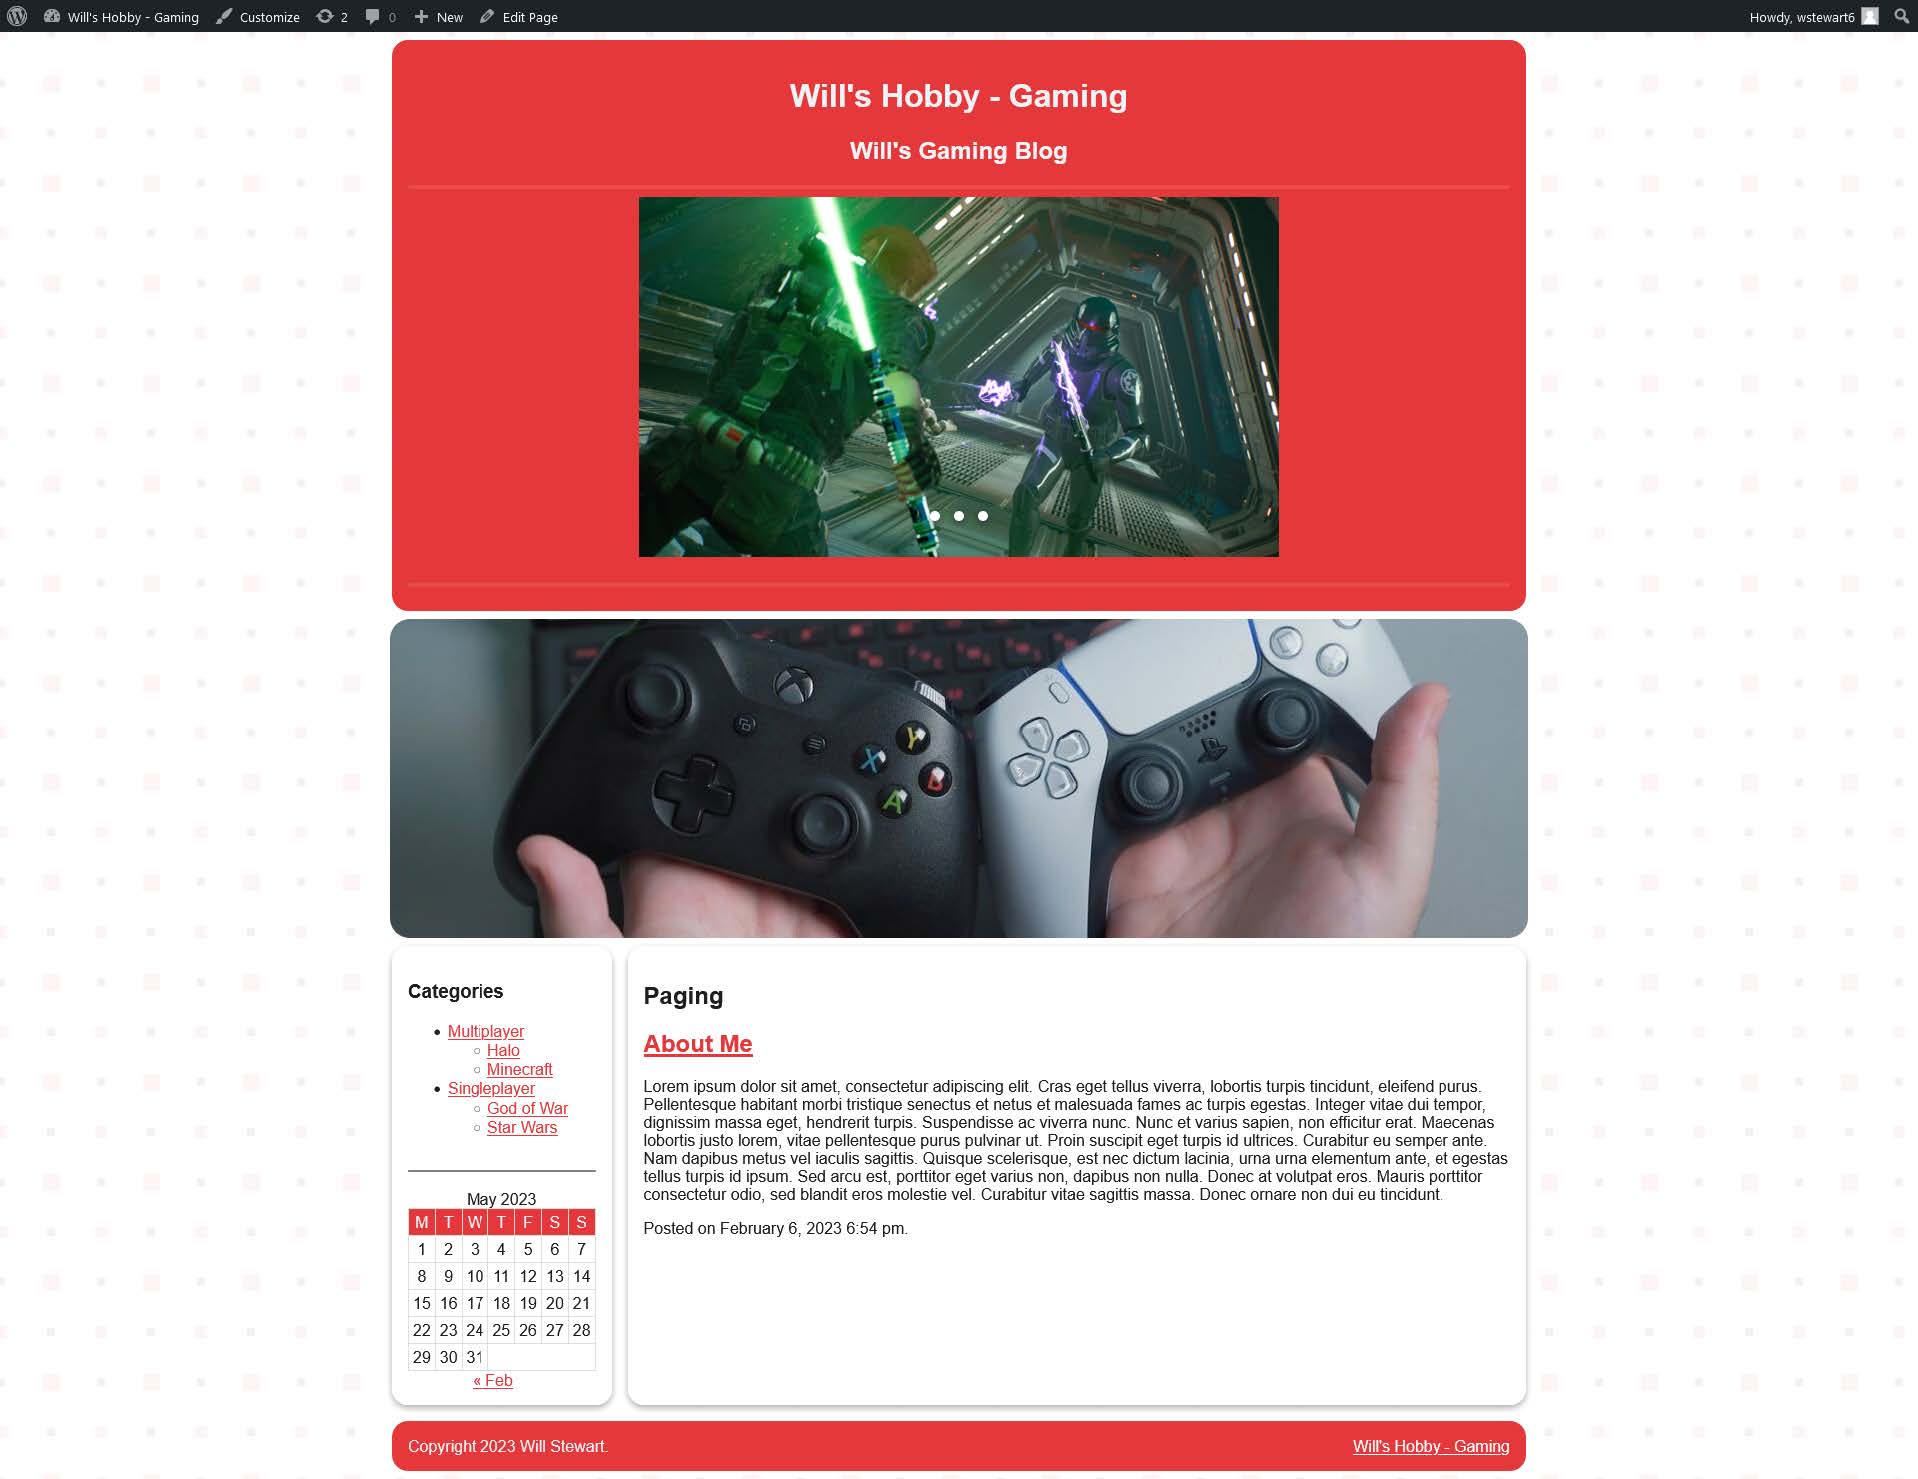 Will's Hobby - Gaming Customize 2 0 New Edit Page Howdy, wstewart6
Will's Hobby - Gaming
Will's Gaming Blog
Y
X B
A
Categories
Multiplayer
Halo
Minecraft
Singleplayer
God of War
Star Wars
May 2023
M T W T F S S
1 2 3 4 5 6 7
8 9 10 11 12 13 14
15 16 17 18 19 20 21
22 23 24 25 26 27 28
29 30 31
« Feb
Paging
About Me
Lorem ipsum dolor sit amet, consectetur adipiscing elit. Cras eget tellus viverra, lobortis turpis tincidunt, eleifend purus.
Pellentesque habitant morbi tristique senectus et netus et malesuada fames ac turpis egestas. Integer vitae dui tempor,
dignissim massa eget, hendrerit turpis. Suspendisse ac viverra nunc. Nunc et varius sapien, non efficitur erat. Maecenas
lobortis justo lorem, vitae pellentesque purus pulvinar ut. Proin suscipit eget turpis id ultrices. Curabitur eu semper ante.
Nam dapibus metus vel iaculis sagittis. Quisque scelerisque, est nec dictum lacinia, urna urna elementum ante, et egestas
tellus turpis id ipsum. Sed arcu est, porttitor eget varius non, dapibus non nulla. Donec at volutpat eros. Mauris porttitor
consectetur odio, sed blandit eros molestie vel. Curabitur vitae sagittis massa. Donec ornare non dui eu tincidunt.
Posted on February 6, 2023 6:54 pm.
Copyright 2023 Will Stewart. Will's Hobby - Gaming